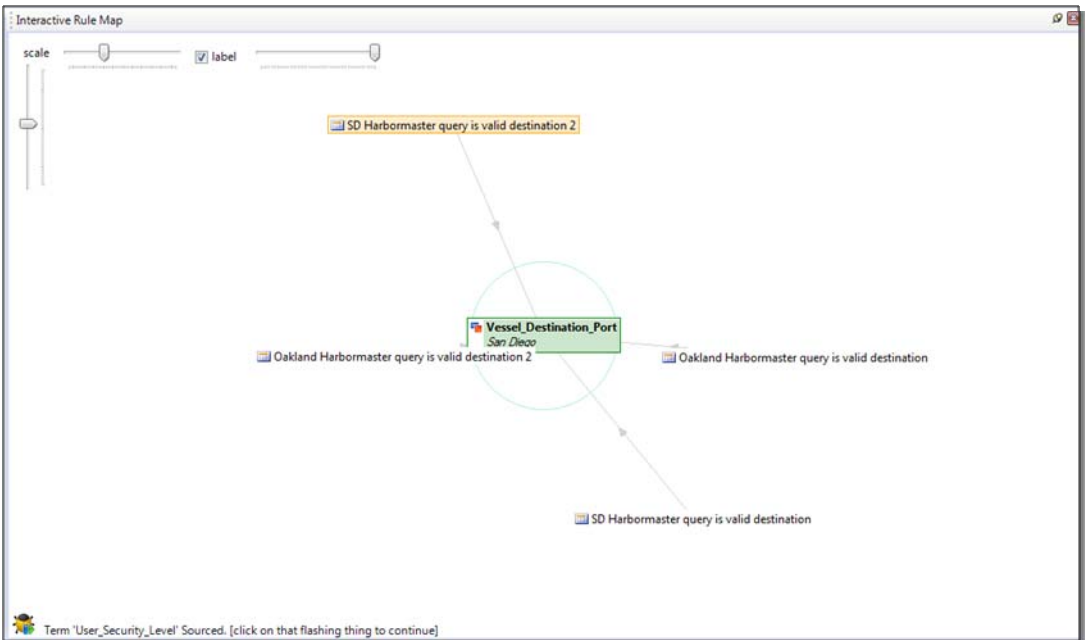 Interactive Rule Map
scale
label
SD Harbormaster query is valid destination 2
Vessel_Destination_Port
San Diego
Oakland Harbormaster query is valid destination 2
Oakland Harbormaster query is valid destination
SD Harbormaster query is valid destination
Term 'User_Security_Level' Sourced. [click on that flashing thing to continue]